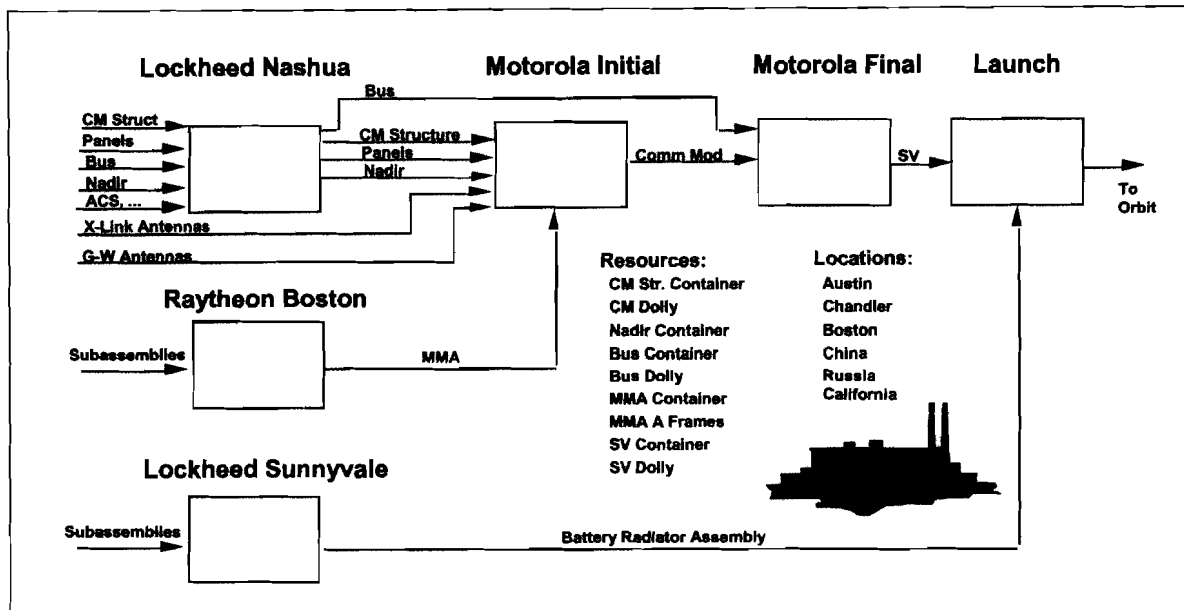 Lockheed Nashua
Motorola Initial
Motorola Final
Launch
Bus
CM Struct
Panels
Bus
Nadir
ACS, ...
X-Link Antennas
G-W Antennas
CM Structure
Panels
Nadir
Comm Mod
SV
To
Orbit
Raytheon Boston
Subassemblies
MMA
Resources:
CM Str. Container
CM Dolly
Nadir Container
Bus Container
Bus Dolly
MMA Container
MMA A Frames
SV Container
SV Dolly
Locations:
Austin
Chandler
Boston
China
Russia
California
Lockheed Sunnyvale
Subassemblies
Battery Radiator Assembly